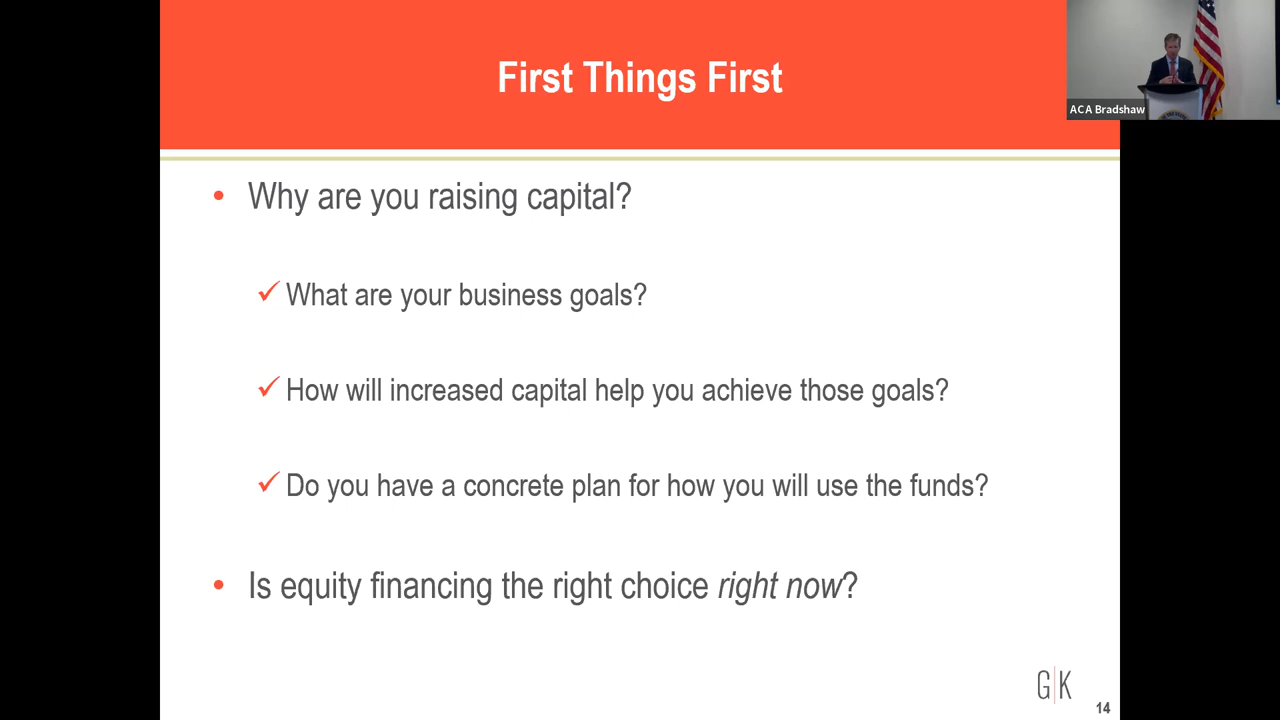 First Things First
ACA Bradshaw
• Why are you raising capital?
✓ What are your business goals?
✓ How will increased capital help you achieve those goals?
✓ Do you have a concrete plan for how you will use the funds?
• Is equity financing the right choice right now?
G|K
14